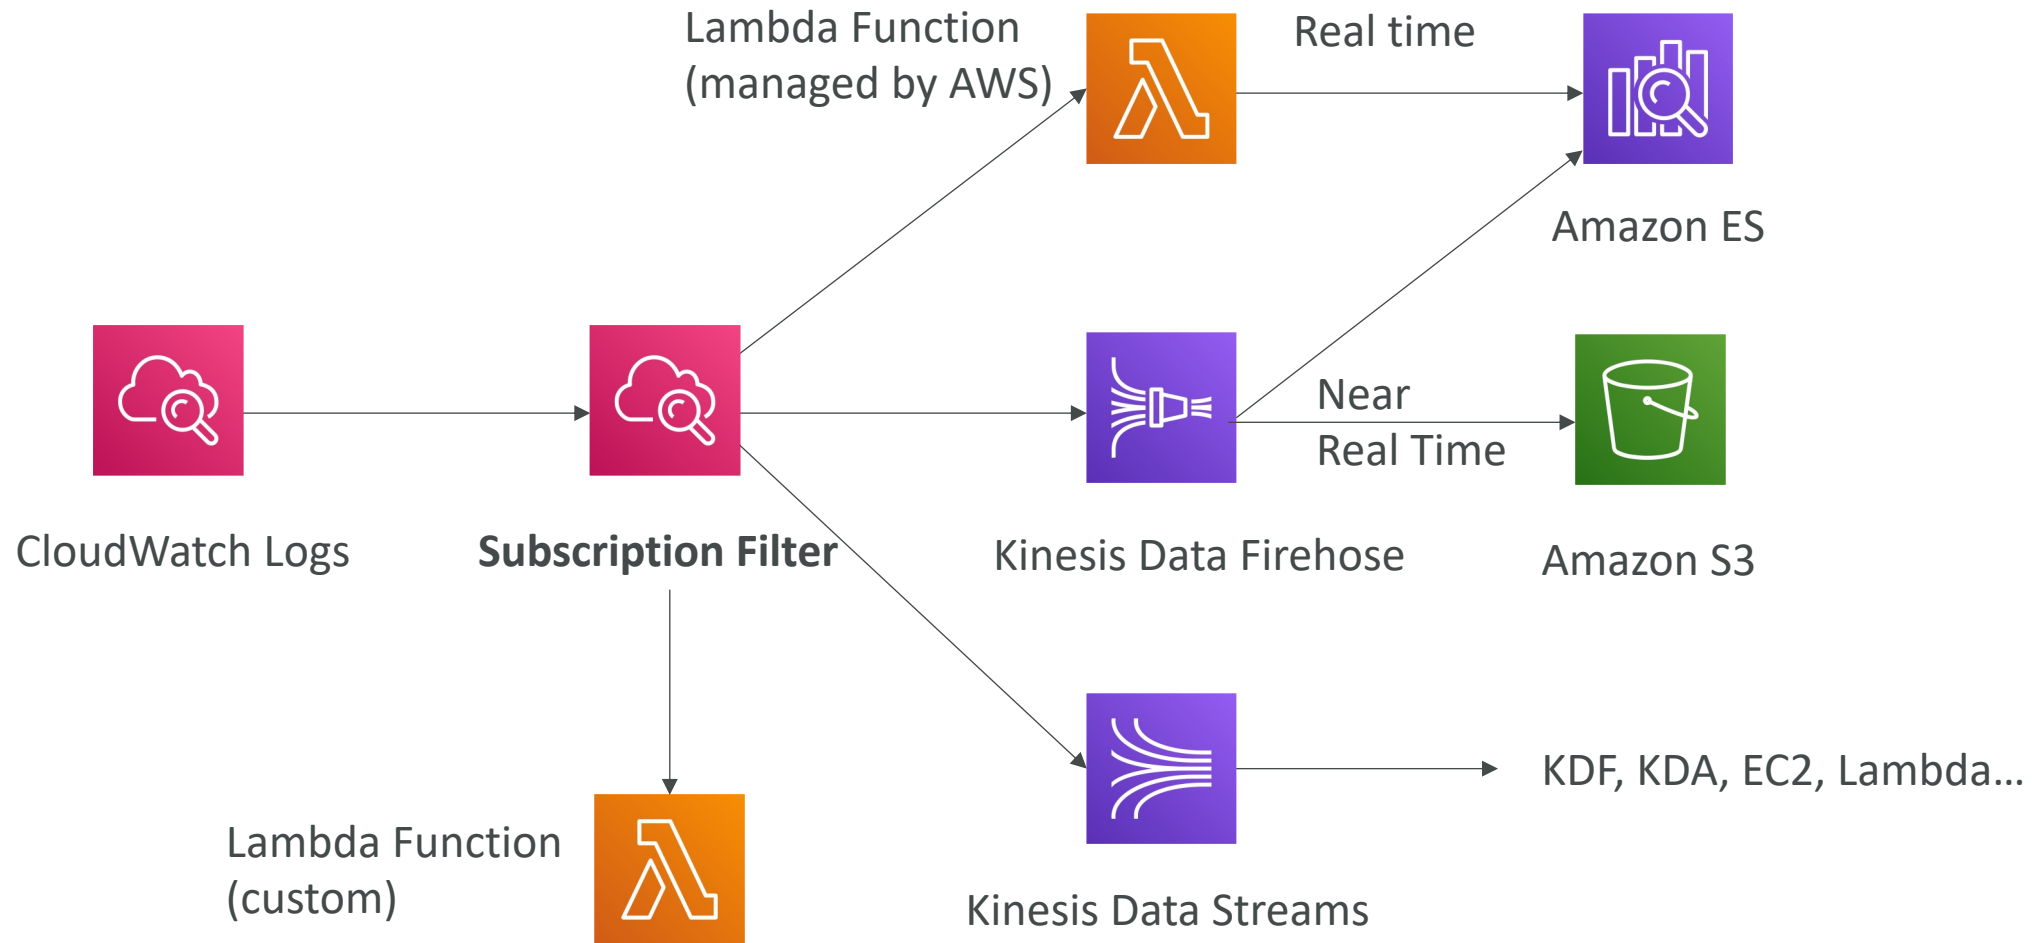 Lambda Function
(managed by AWS)
Real time
Amazon ES
Near
Real Time
CloudWatch Logs
Subscription Filter
Kinesis Data Firehose
Amazon S3
KDF, KDA, EC2, Lambda...
Lambda Function
(custom)
Kinesis Data Streams